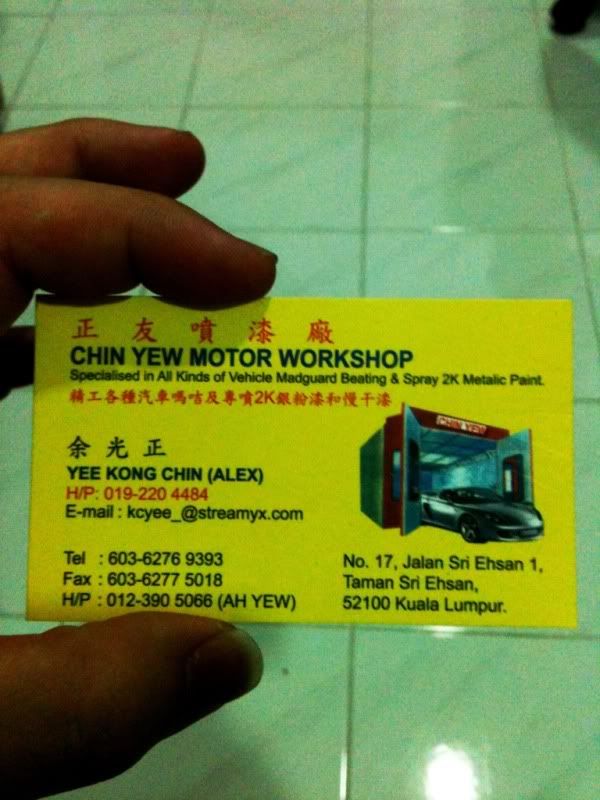 正友噴漆廠
CHIN YEW MOTOR WORKSHOP
Specialised in All Kinds of Vehicle Madguard Beating & Spray 2K Metalic Paint.
精工各種汽車嗎咭及專噴2K銀粉漆和慢干漆
CHIN YEW
余光正
YEE KONG CHIN (ALEX)
H/P: 019-220 4484
E-mail : kcyee_@streamyx.com
Tel : 603-6276 9393
Fax : 603-6277 5018
H/P : 012-390 5066 (AH YEW)
No. 17, Jalan Sri Ehsan 1,
Taman Sri Ehsan,
52100 Kuala Lumpur.